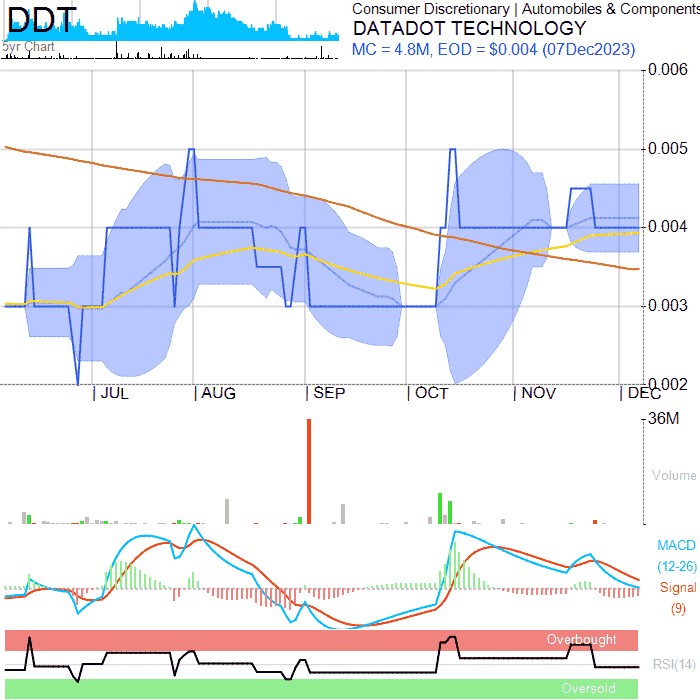 DDT
Consumer Discretionary | Automobiles & Components
DATADOT TECHNOLOGY
5yr Chart
MC = 4.8M, EOD = $0.004 (07Dec2023)
0.006
0.005
0.004
0.003
0.002
JUL AUG SEP OCT NOV DEC
36M
Volume
MACD
(12-26)
Signal
(9)
Overbought
RSI(14)
Oversold